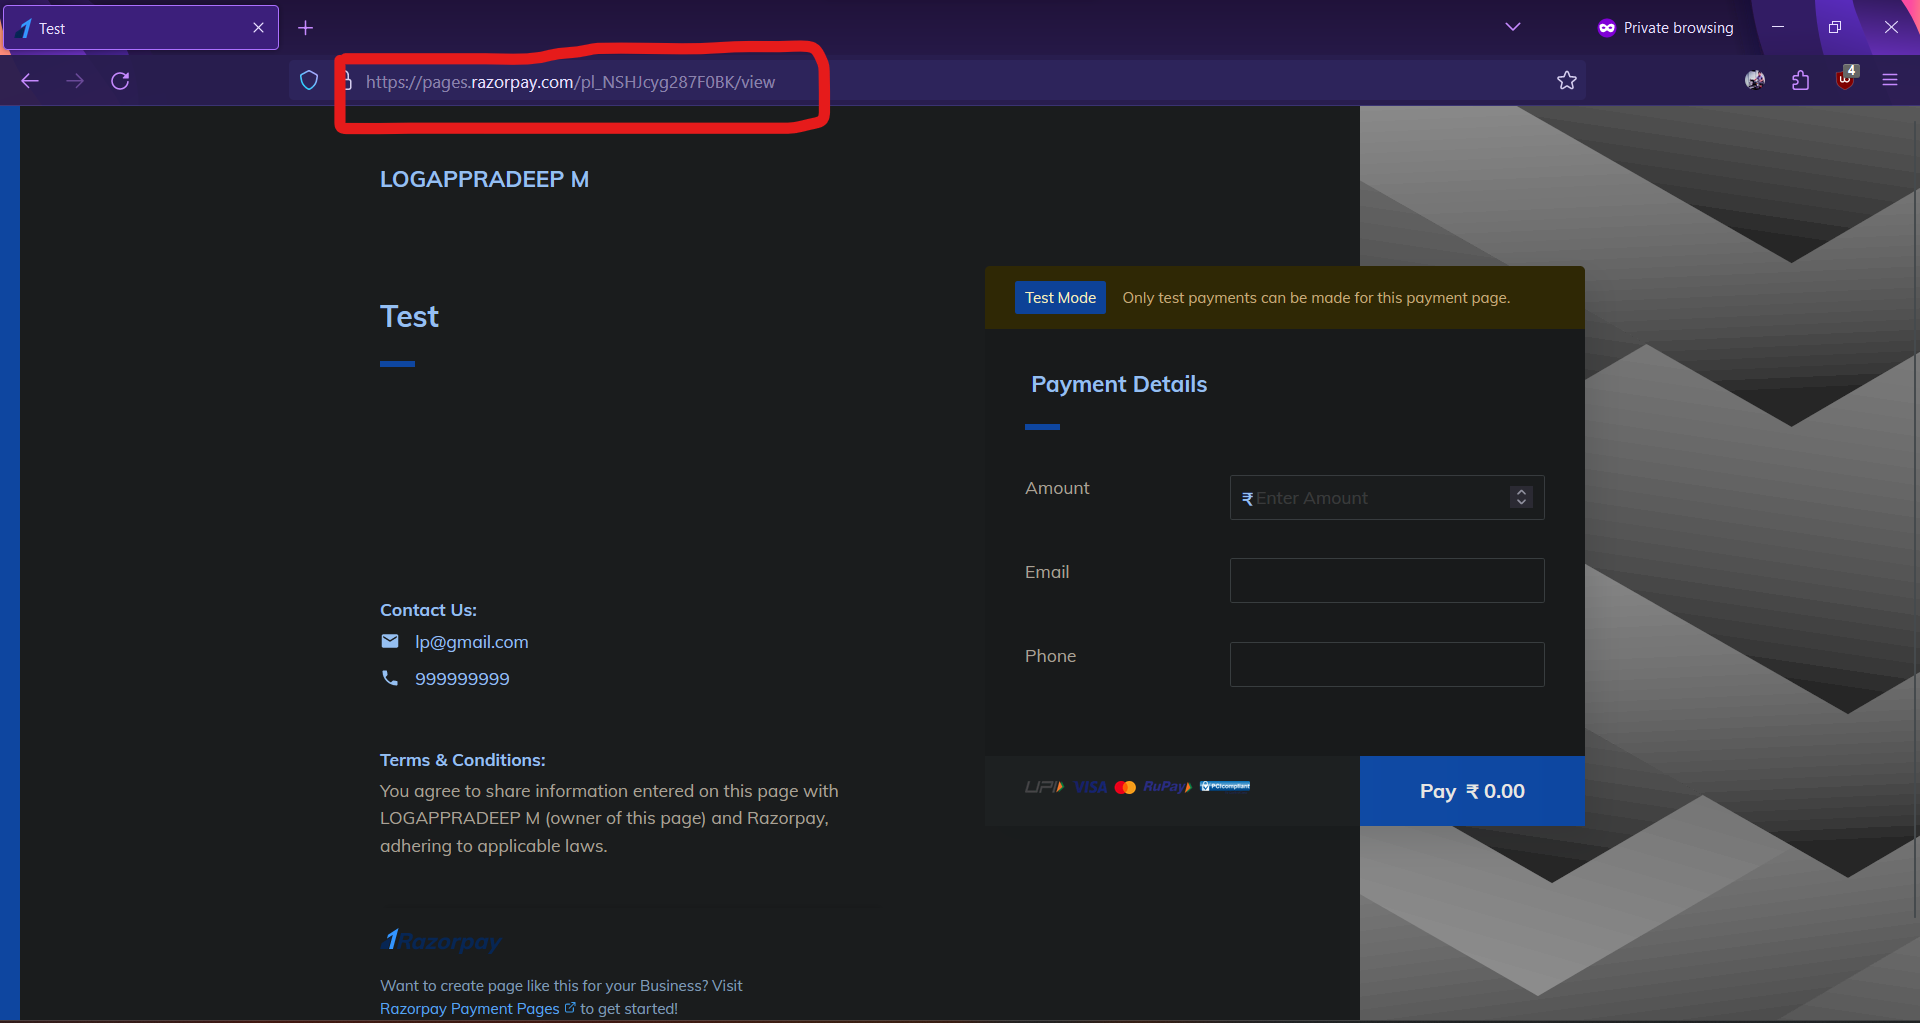 Test
Private browsing
https://pages.razorpay.com/pl_NSHJcyg287F0BK/view
4
LOGAPPRADEEP M
Test
Test Mode Only test payments can be made for this payment page.
Payment Details
Amount
₹ Enter Amount
Email
Phone
Contact Us:
lp@gmail.com
999999999
Terms & Conditions:
You agree to share information entered on this page with
LOGAPPRADEEP M (owner of this page) and Razorpay,
adhering to applicable laws.
UPI VISA RuPay PCI compliant
Pay ₹ 0.00
Razorpay
Want to create page like this for your Business? Visit
Razorpay Payment Pages to get started!